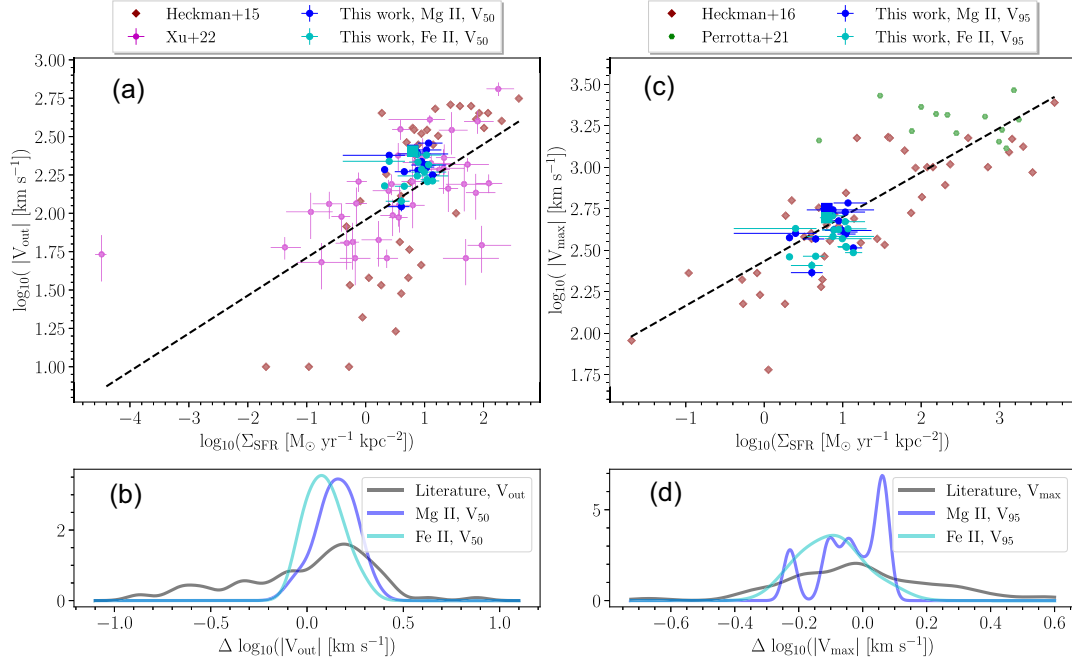 Heckman+15
This work, Mg II, V50
Xu+22
This work, Fe II, V50
Heckman+16
This work, Mg II, V95
Perrotta+21
This work, Fe II, V95
(a)
3.00
2.75
2.50
2.25
2.00
1.75
1.50
1.25
1.00
log10( |Vout| [km s−1])
−4 −3 −2 −1 0 1 2
log10(ΣSFR [M⊙ yr−1 kpc−2])
(c)
3.50
3.25
3.00
2.75
2.50
2.25
2.00
1.75
log10( |Vmax| [km s−1])
−1 0 1 2 3
log10(ΣSFR [M⊙ yr−1 kpc−2])
(b)
Literature, Vout
Mg II, V50
Fe II, V50
2
0
−1.0 −0.5 0.0 0.5 1.0
Δ log10(|Vout| [km s−1])
(d)
Literature, Vmax
Mg II, V95
Fe II, V95
5
0
−0.6 −0.4 −0.2 0.0 0.2 0.4 0.6
Δ log10(|Vmax| [km s−1])